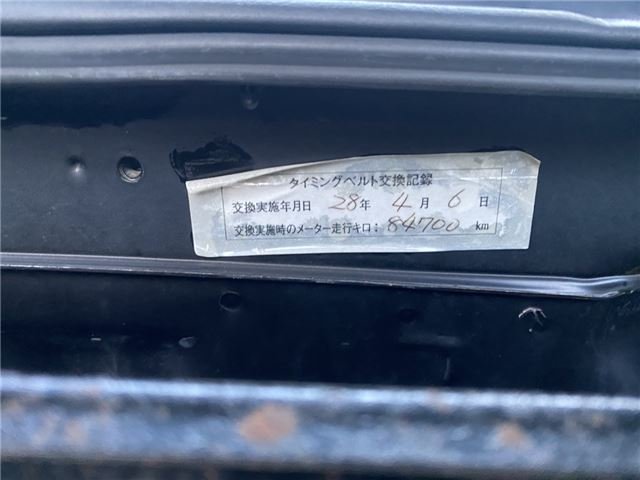 タイミングベルト交換記録
交換実施年月日 28年 4月 6日
交換実施時のメーター走行キロ: 84700 km